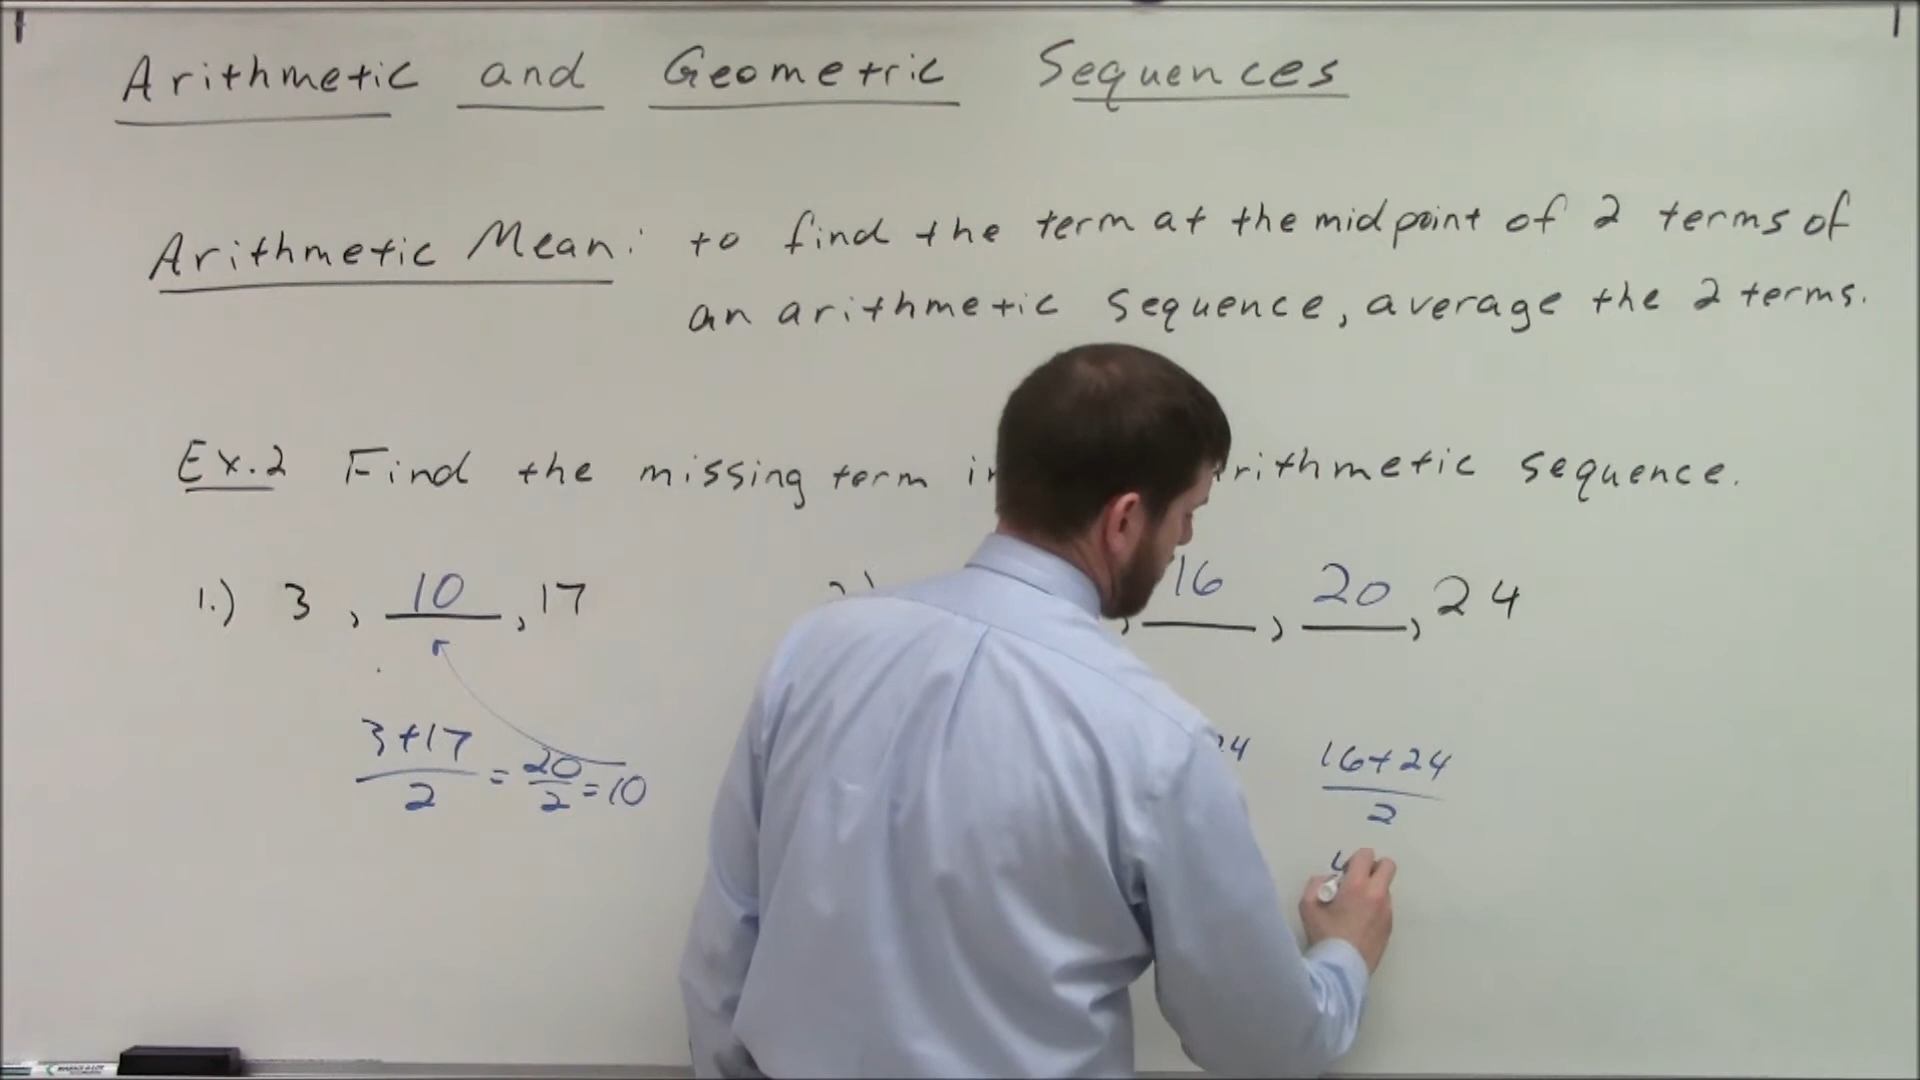 Arithmetic and Geometric Sequences
Arithmetic Mean: to find the term at the midpoint of 2 terms of
an arithmetic sequence, average the 2 terms.
Ex.2 Find the missing term in rithmetic sequence.
1.) 3, 10, 17
16, 20, 24
3+17/2 = 20/2 = 10
16+24/2